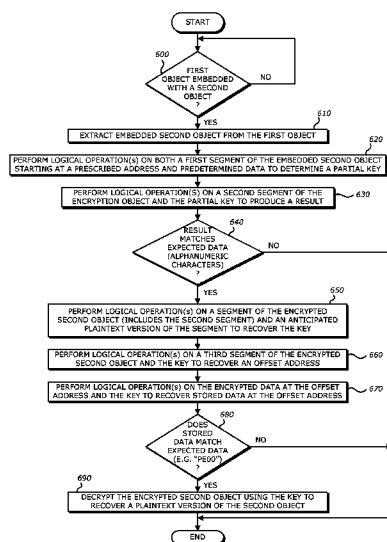 START
600
FIRST
OBJECT EMBEDDED
WITH A SECOND
OBJECT
?
NO
YES
610
EXTRACT EMBEDDED SECOND OBJECT FROM THE FIRST OBJECT
620
PERFORM LOGICAL OPERATION(s) ON BOTH A FIRST SEGMENT OF THE EMBEDDED SECOND OBJECT
STARTING AT A PRESCRIBED ADDRESS AND PREDETERMINED DATA TO DETERMINE A PARTIAL KEY
PERFORM LOGICAL OPERATION(S) ON A SECOND SEGMENT OF THE
ENCRYPTION OBJECT AND THE PARTIAL KEY TO PRODUCE A RESULT
630
640
RESULT
MATCHES
EXPECTED DATA
(ALPHANUMERIC
CHARACTERS)
?
NO
YES
650
PERFORM LOGICAL OPERATION(s) ON A SEGMENT OF THE ENCRYPTED
SECOND OBJECT (INCLUDES THE SECOND SEGMENT) AND AN ANTICIPATED
PLAINTEXT VERSION OF THE SEGMENT TO RECOVER THE KEY
PERFORM LOGICAL OPERATION(s) ON A THIRD SEGMENT OF THE ENCRYPTED
SECOND OBJECT AND THE KEY TO RECOVER AN OFFSET ADDRESS
660
PERFORM LOGICAL OPERATION(s) ON THE ENCRYPTED DATA AT THE OFFSET
ADDRESS AND THE KEY TO RECOVER STORED DATA AT THE OFFSET ADDRESS
670
680
DOES
STORED
DATA MATCH
EXPECTED DATA
(E.G. "PE00")
?
NO
YES
690
DECRYPT THE ENCRYPTED SECOND OBJECT USING THE KEY TO
RECOVER A PLAINTEXT VERSION OF THE SECOND OBJECT
END